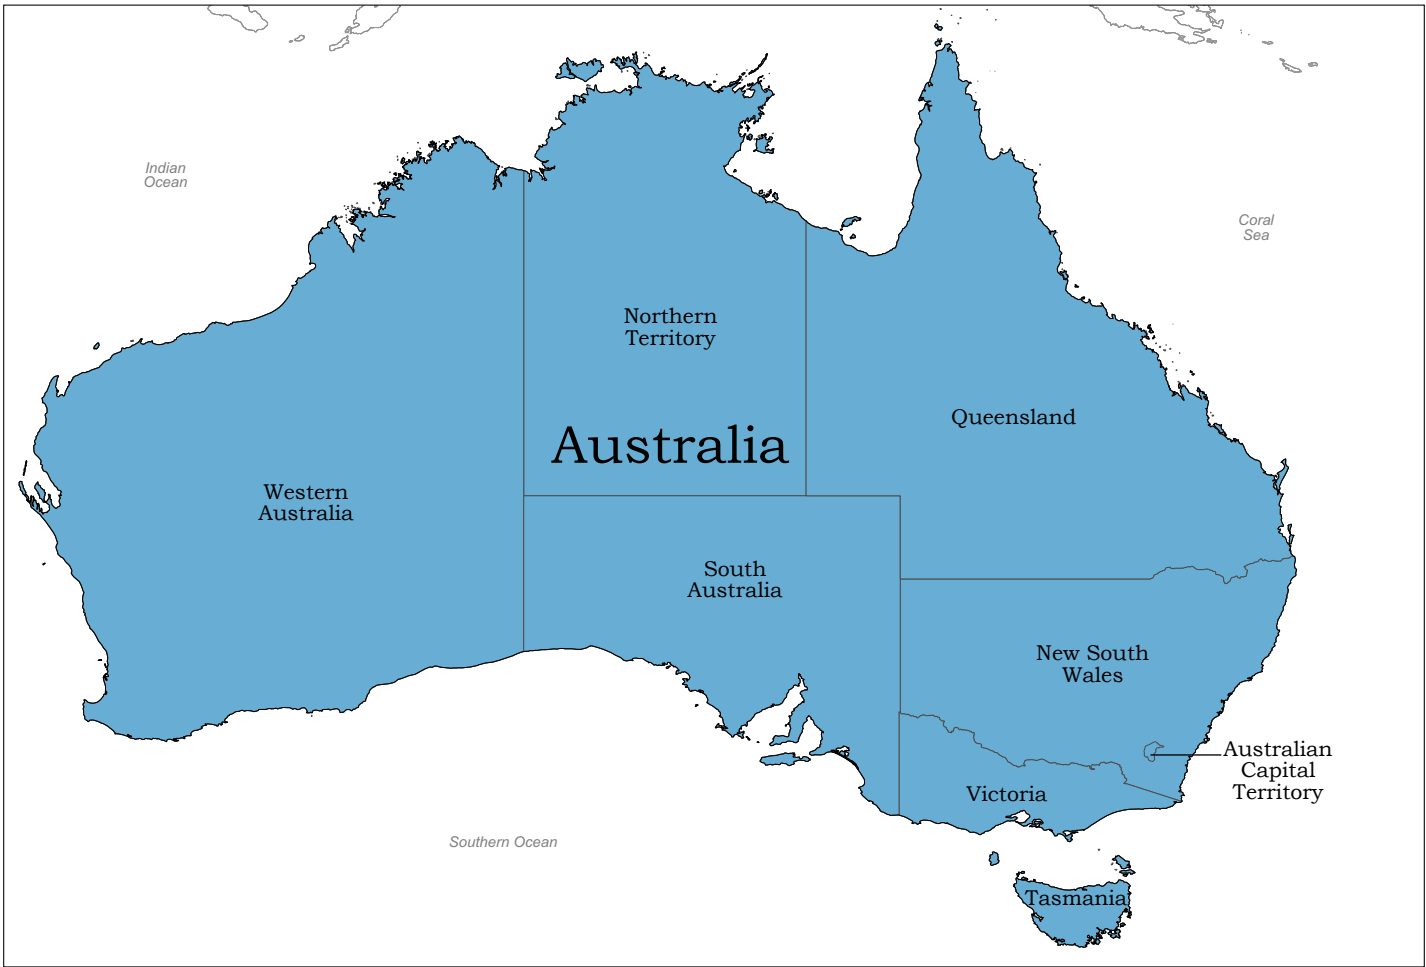 Indian
Ocean
Coral
Sea
Northern
Territory
Queensland
Australia
Western
Australia
South
Australia
New South
Wales
Australian
Capital
Territory
Victoria
Southern Ocean
Tasmania